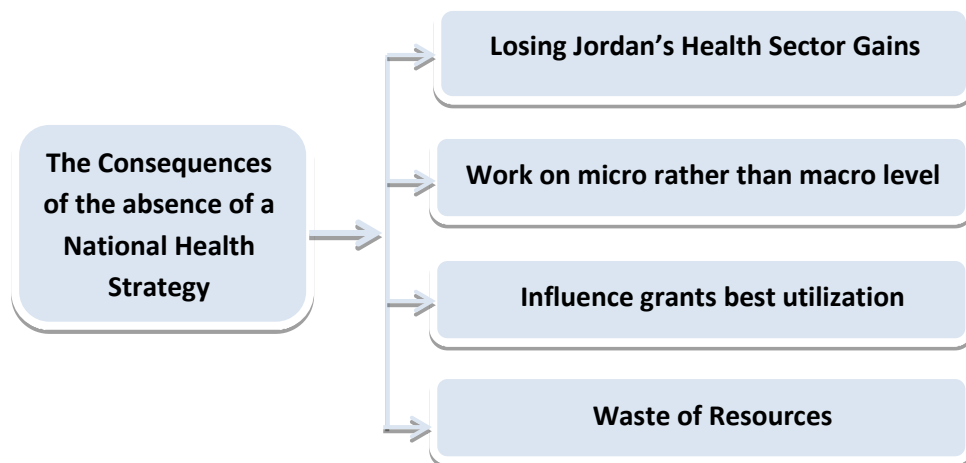 The Consequences
of the absence of a
National Health
Strategy
Losing Jordan’s Health Sector Gains
Work on micro rather than macro level
Influence grants best utilization
Waste of Resources